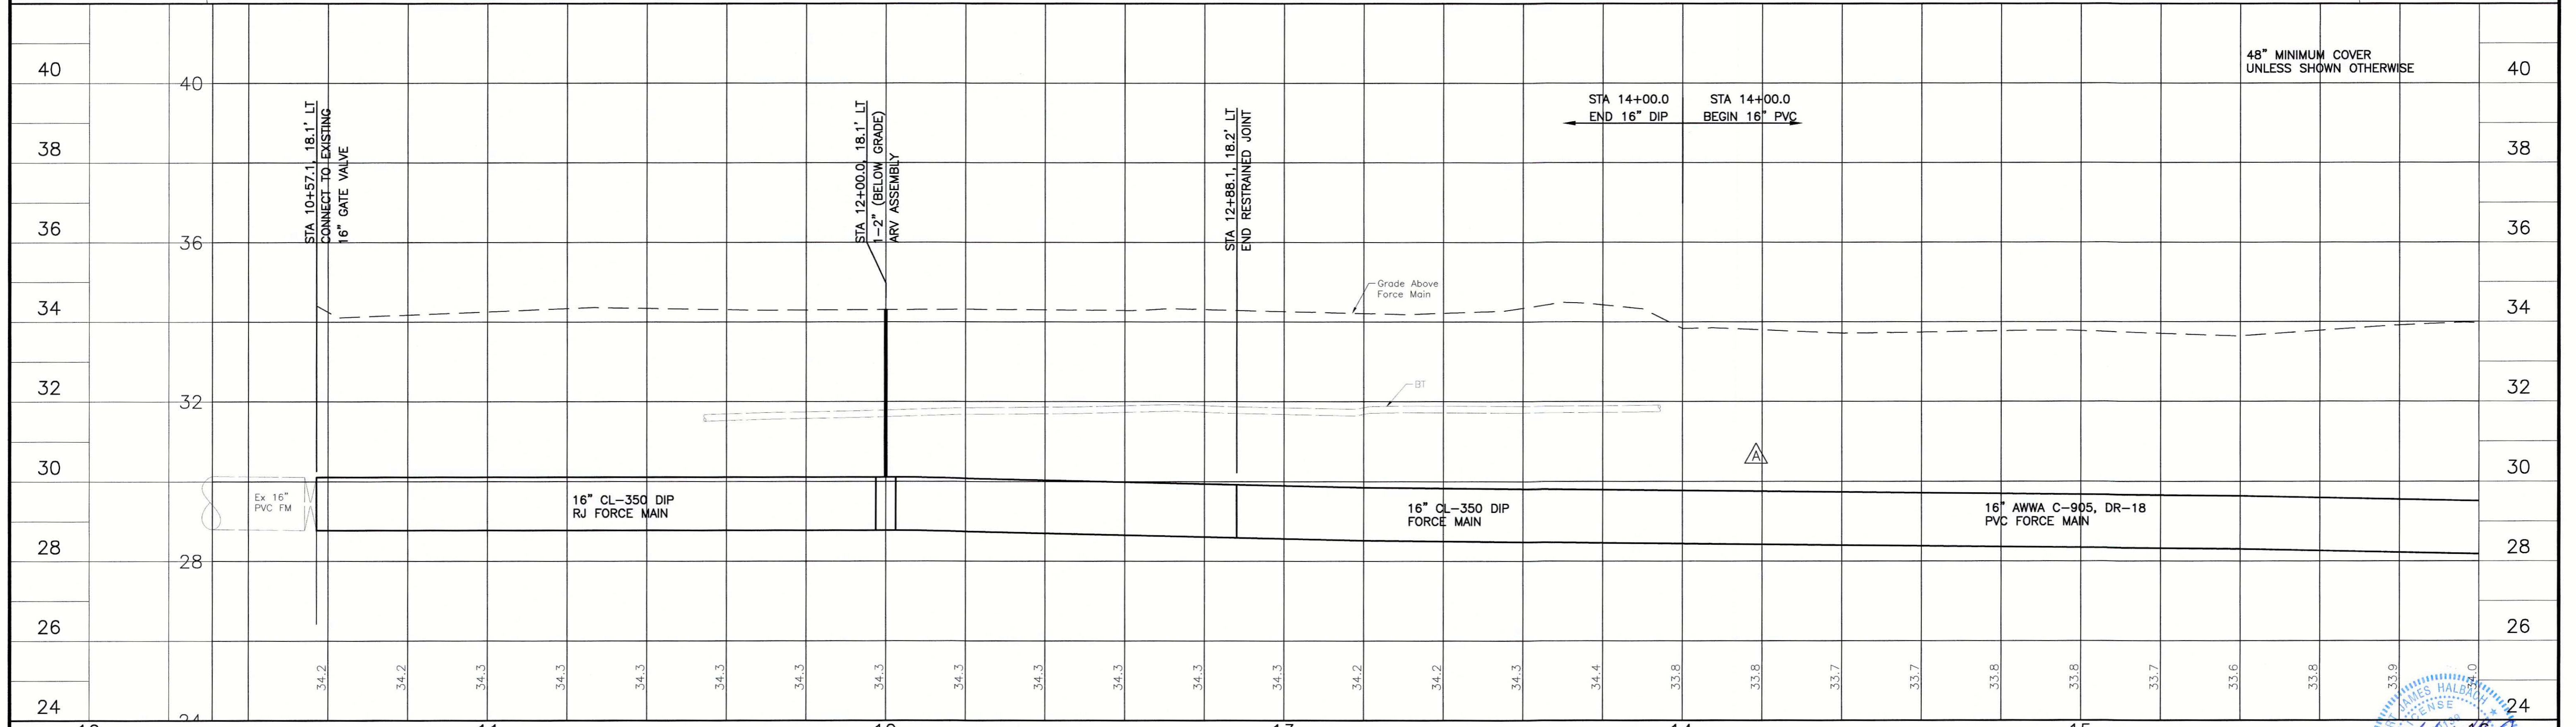 48" MINIMUM COVER
UNLESS SHOWN OTHERWISE
40
40
40
STA 14+00.0
END 16" DIP
STA 14+00.0
BEGIN 16" PVC
STA 10+57.1, 18.1' LT
CONNECT TO EXISTING
16" GATE VALVE
STA 12+00.0, 18.1' LT
1-2" (BELOW GRADE)
ARV ASSEMBLY
STA 12+88.1, 18.2' LT
END RESTRAINED JOINT
38
38
36
36
36
Grade Above
Force Main
34
34
32
32
32
BT
A
30
30
Ex 16"
PVC FM
16" CL-350 DIP
RJ FORCE MAIN
16" CL-350 DIP
FORCE MAIN
16" AWWA C-905, DR-18
PVC FORCE MAIN
28
28
28
26
26
34.2
34.2
34.3
34.3
34.3
34.3
34.3
34.3
34.3
34.3
34.3
34.3
34.3
34.2
34.2
34.3
34.4
33.8
33.8
33.7
33.7
33.8
33.8
33.7
33.6
33.8
33.9
34.0
24
24
24
JAMES HALBACH